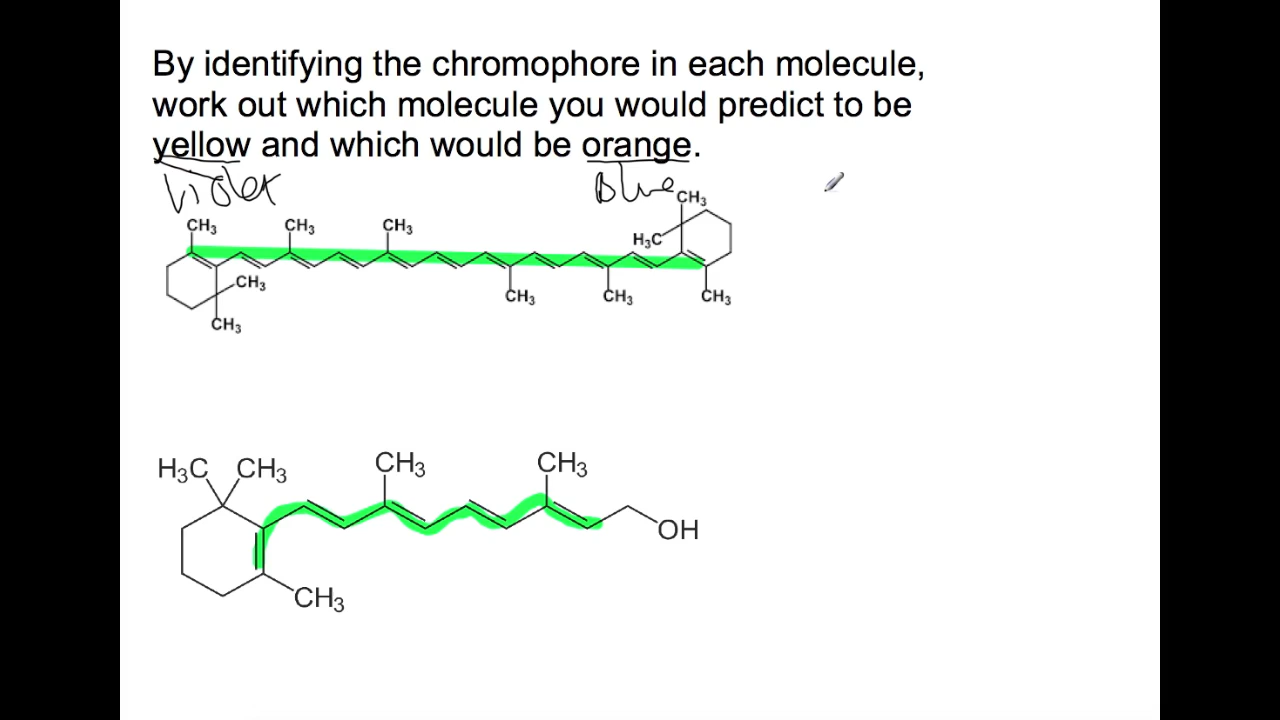 By identifying the chromophore in each molecule,
work out which molecule you would predict to be
yellow and which would be orange.
Violet Blue
CH₃
CH₃ CH₃ CH₃
H₃C
CH₃
CH₃ CH₃ CH₃
CH₃
H₃C CH₃ CH₃ CH₃
OH
CH₃